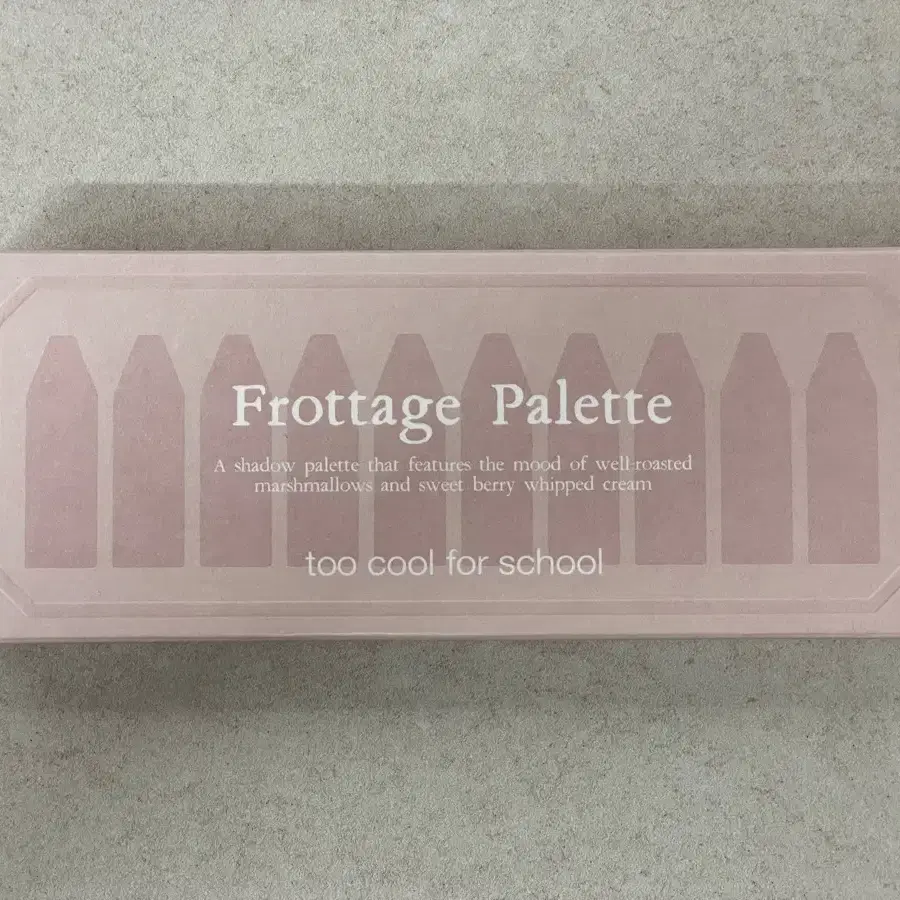 Frottage Palette
A shadow palette that features the mood of well-roasted
marshmallows and sweet berry whipped cream
too cool for school